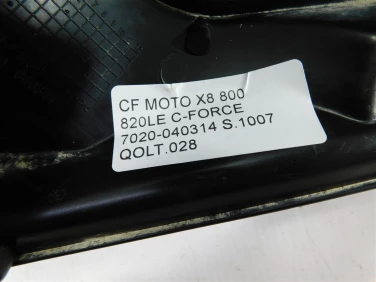 CF MOTO X8 800
820LE C-FORCE
7020-040314 S.1007
QOLT.028